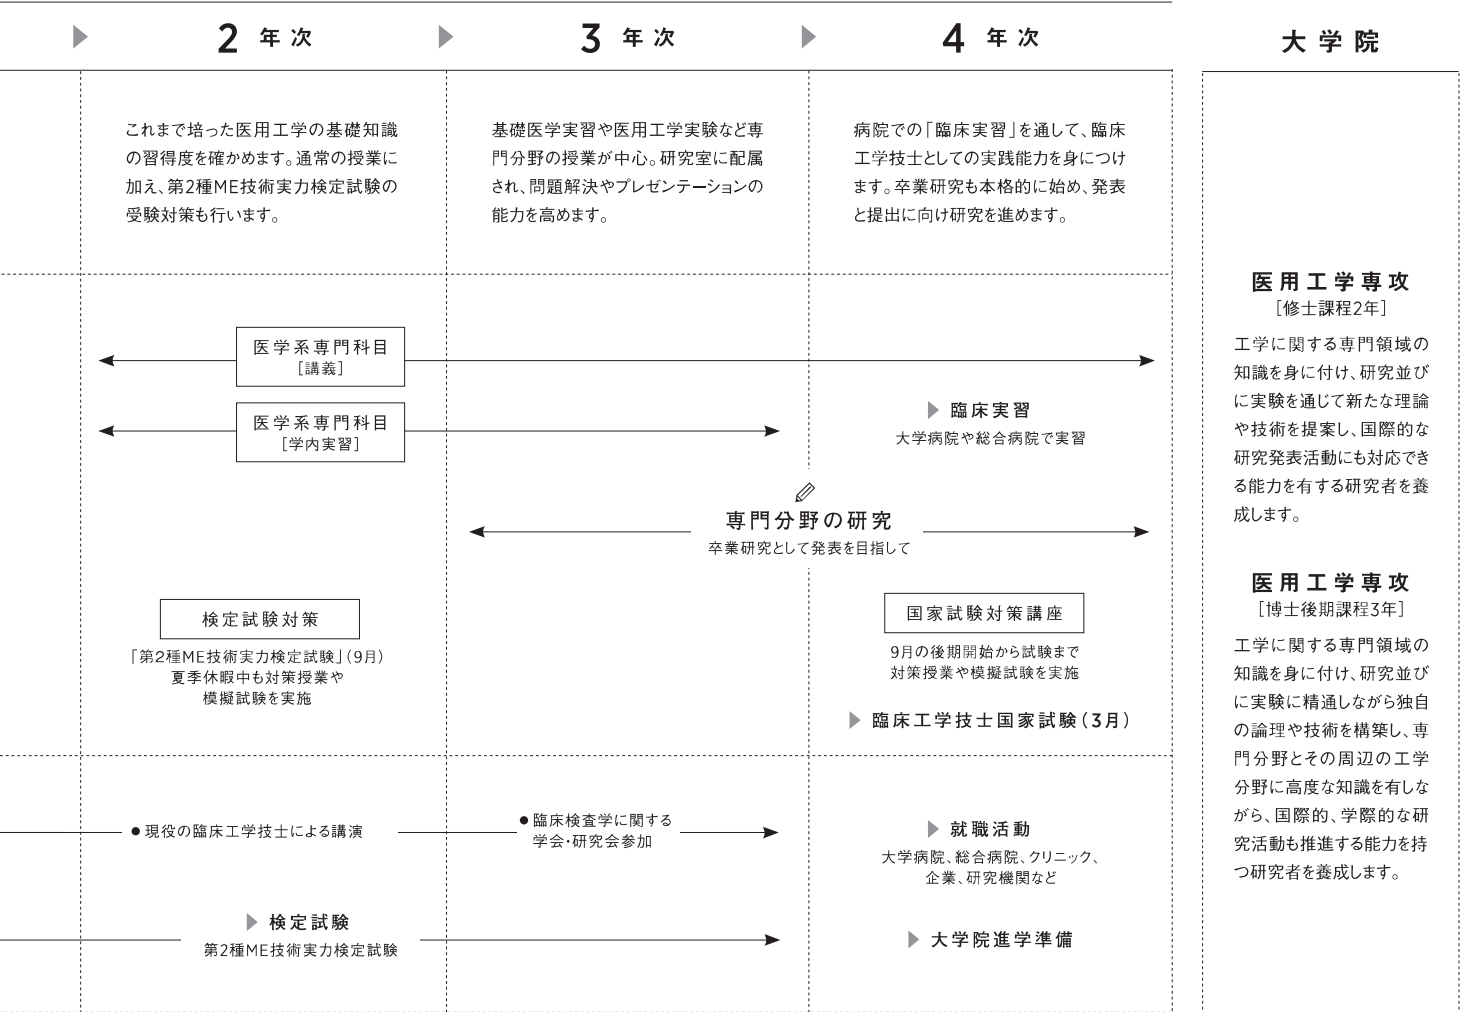 2 年次
3 年次
4 年次
大学院
これまで培った医用工学の基礎知識
の習得度を確かめます。通常の授業に
加え、第2種ME技術実力検定試験の
受験対策も行います。
基礎医学実習や医用工学実験など専
門分野の授業が中心。研究室に配属
され、問題解決やプレゼンテーションの
能力を高めます。
病院での「臨床実習」を通して、臨床
工学技士としての実践能力を身につけ
ます。卒業研究も本格的に始め、発表
と提出に向け研究を進めます。
医学系専門科目
[講義]
医学系専門科目
[学内実習]
臨床実習
大学病院や総合病院で実習
専門分野の研究
卒業研究として発表を目指して
検定試験対策
「第2種ME技術実力検定試験」(9月)
夏季休暇中も対策授業や
模擬試験を実施
国家試験対策講座
9月の後期開始から試験まで
対策授業や模擬試験を実施
臨床工学技士国家試験(3月)
●現役の臨床工学技士による講演
●臨床検査学に関する
学会・研究会参加
就職活動
大学病院、総合病院、クリニック、
企業、研究機関など
検定試験
第2種ME技術実力検定試験
大学院進学準備
医用工学専攻
[修士課程2年]
工学に関する専門領域の
知識を身に付け、研究並び
に実験を通じて新たな理論
や技術を提案し、国際的な
研究発表活動にも対応でき
る能力を有する研究者を養
成します。
医用工学専攻
[博士後期課程3年]
工学に関する専門領域の
知識を身に付け、研究並び
に実験に精通しながら独自
の論理や技術を構築し、専
門分野とその周辺の工学
分野に高度な知識を有しな
がら、国際的、学際的な研
究活動も推進する能力を持
つ研究者を養成します。